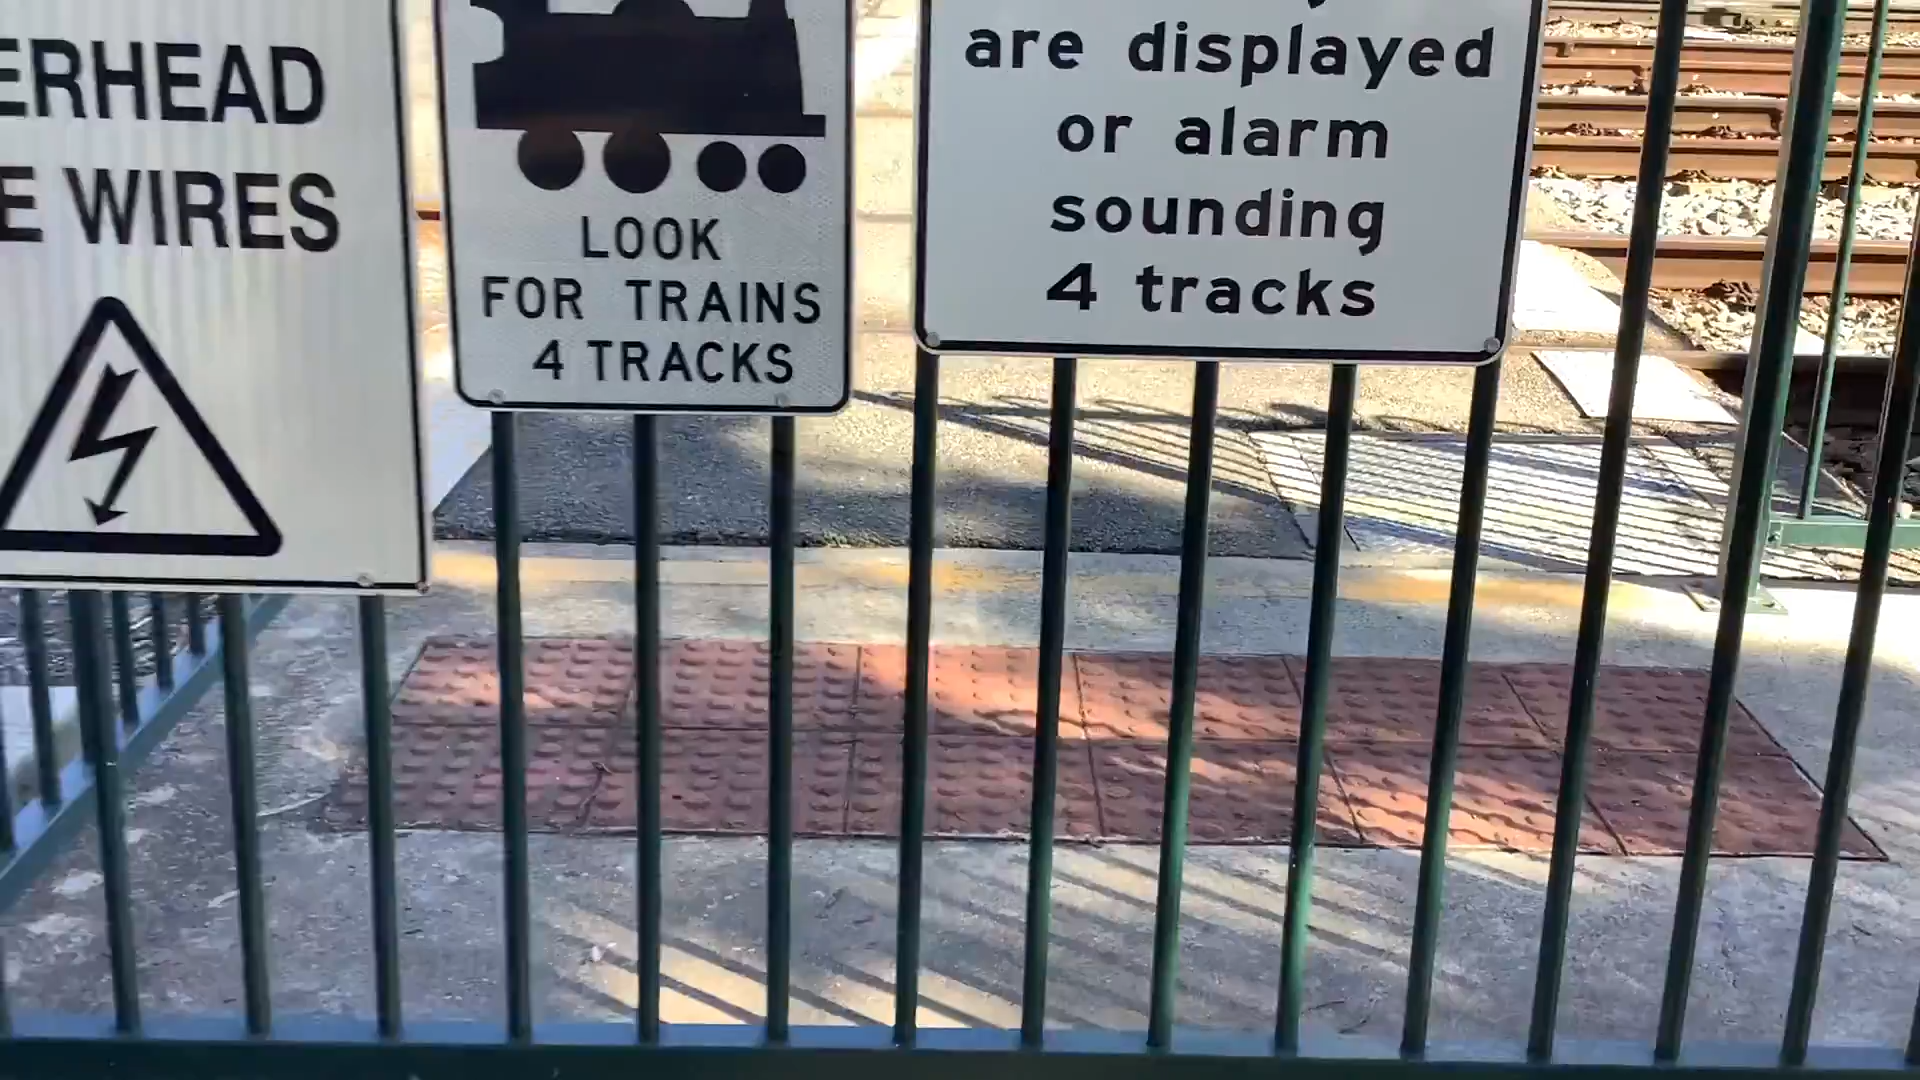 ERHEAD
E WIRES
LOOK
FOR TRAINS
4 TRACKS
are displayed
or alarm
sounding
4 tracks